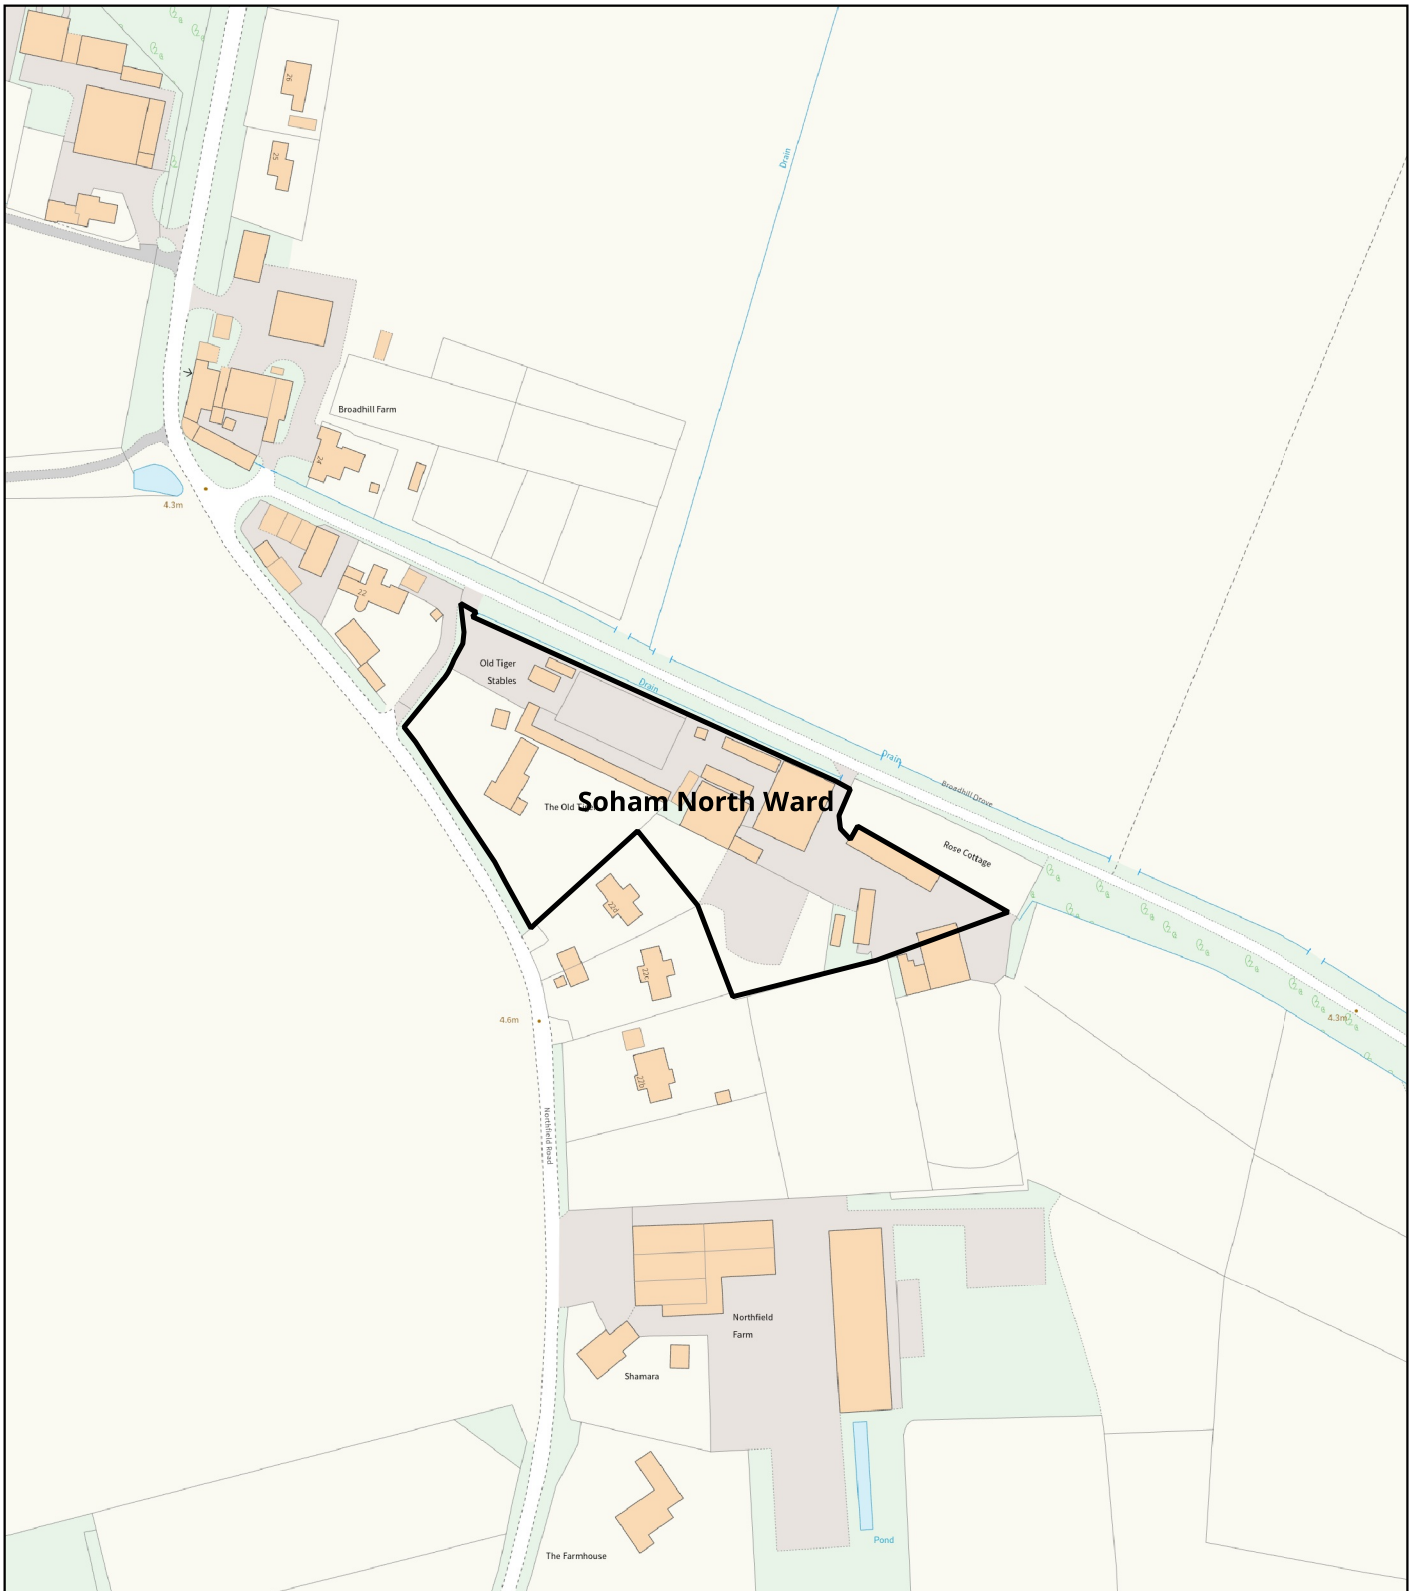 26
25
Broadhill Farm
24
Drain
4.3m
22
Old Tiger
Stables
Drain
Drain
Broadhill Drove
Soham North Ward
Rose Cottage
22d
22c
4.6m
4.3m
22b
Northfield Road
Northfield
Farm
Shamara
Pond
The Farmhouse